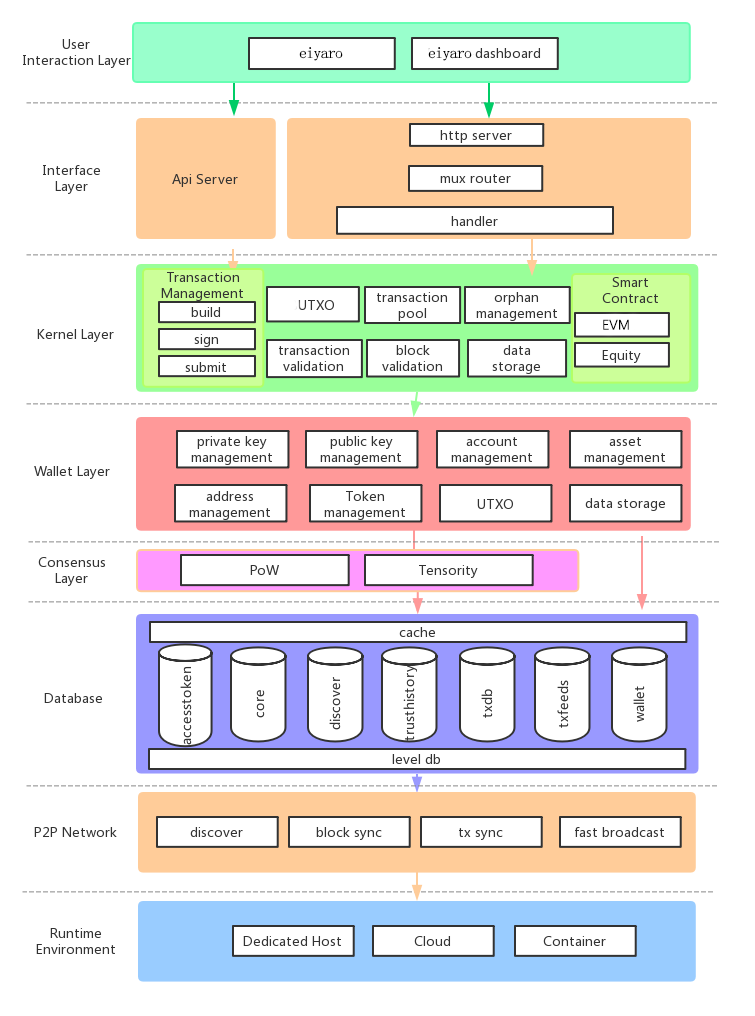 User
Interaction Layer
eiyaro
eiyaro dashboard
Interface
Layer
Api Server
http server
mux router
handler
Kernel Layer
Transaction
Management
build
sign
submit
UTXO
transaction
pool
orphan
management
transaction
validation
block
validation
data
storage
Smart
Contract
EVM
Equity
Wallet Layer
private key
management
public key
management
account
management
asset
management
address
management
Token
management
UTXO
data storage
Consensus
Layer
PoW
Tensority
Database
cache
accesstoken
core
discover
trusthistory
txdb
txfeeds
wallet
level db
P2P Network
discover
block sync
tx sync
fast broadcast
Runtime
Environment
Dedicated Host
Cloud
Container